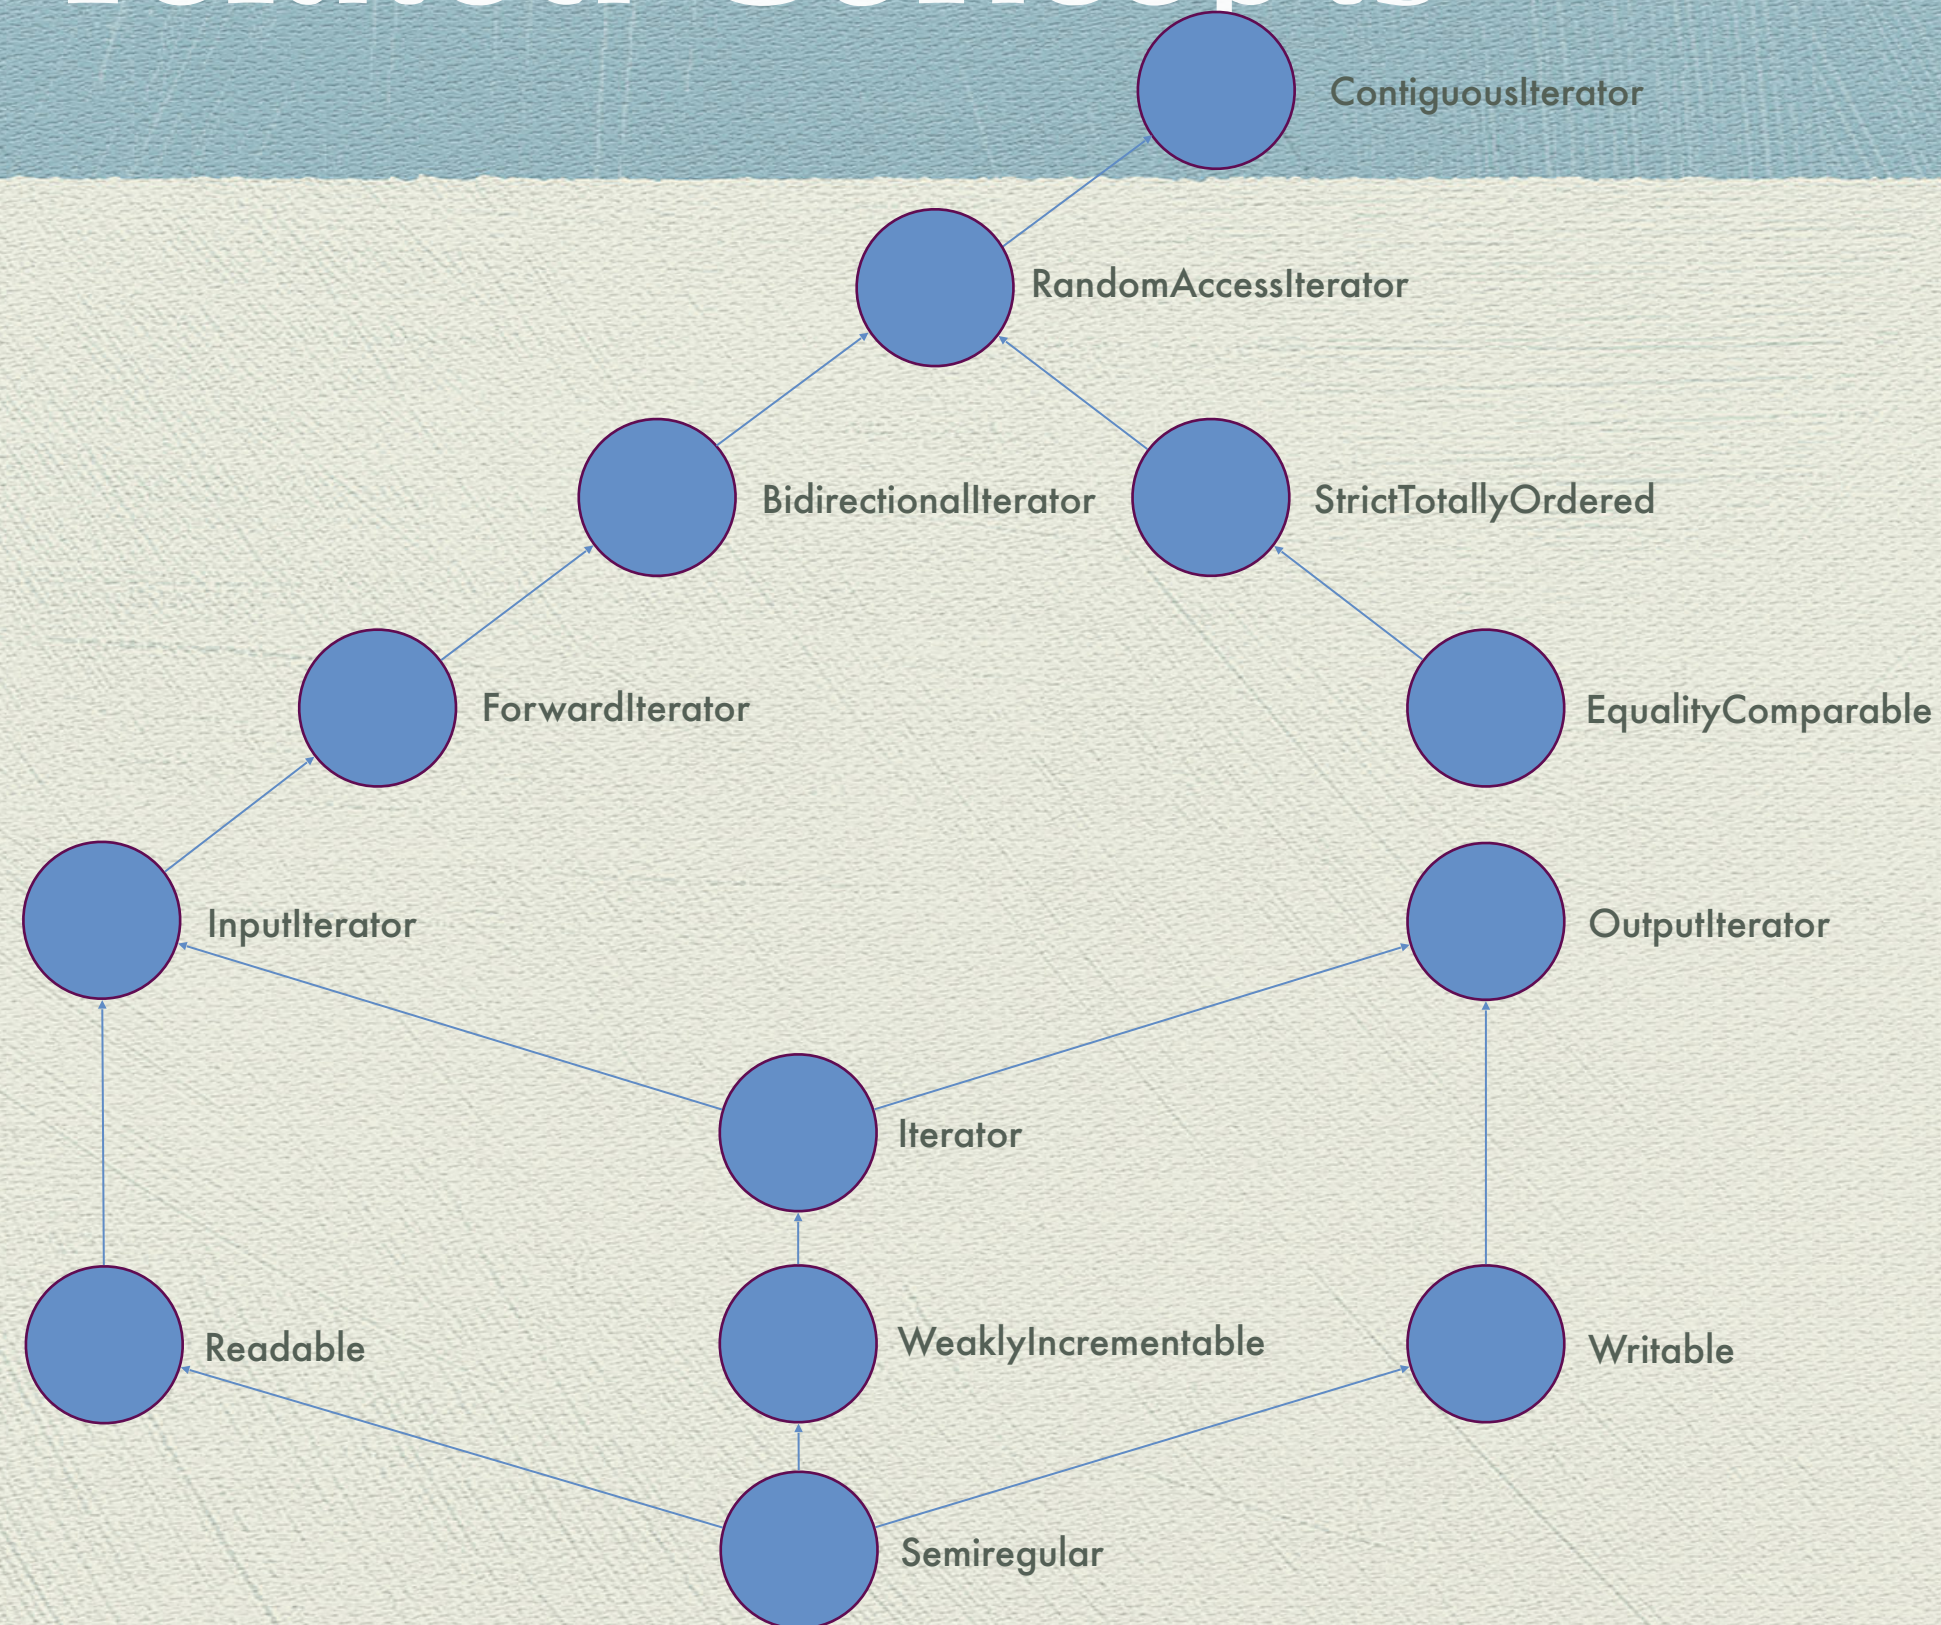 ContiguousIterator
RandomAccessIterator
BidirectionalIterator
StrictTotallyOrdered
ForwardIterator
EqualityComparable
InputIterator
OutputIterator
Iterator
Readable
WeaklyIncrementable
Writable
Semiregular